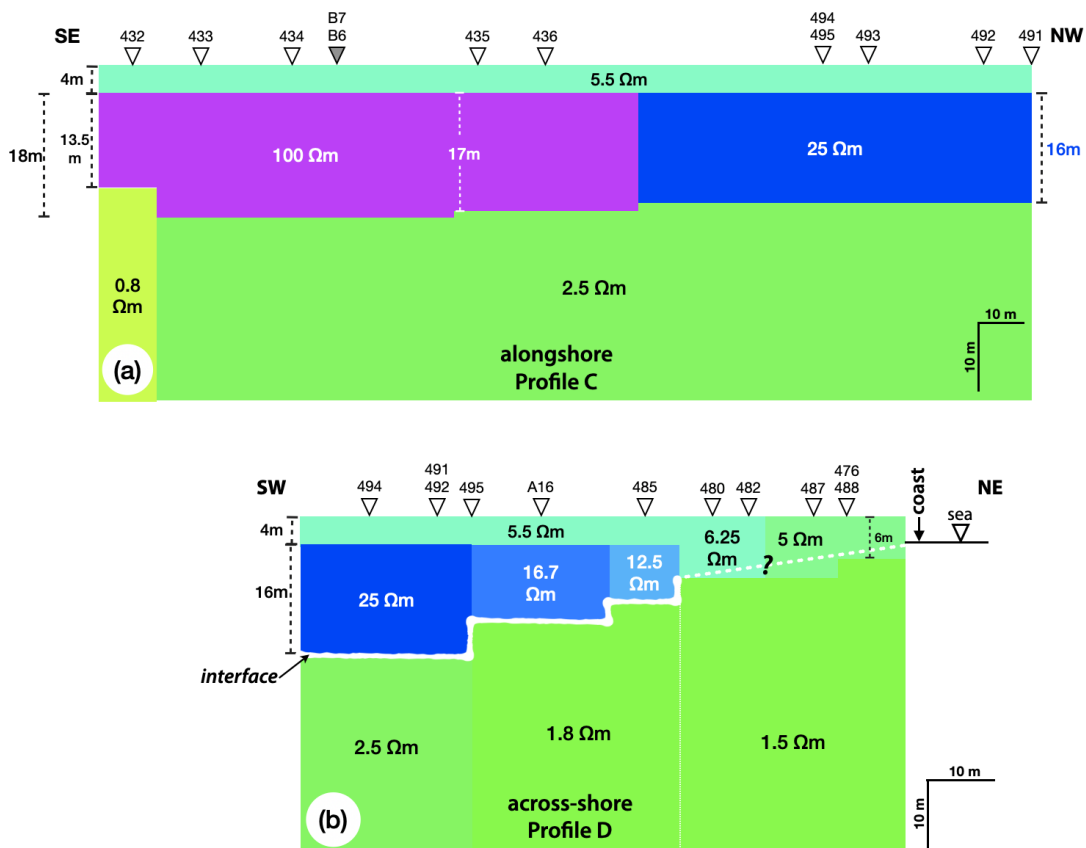 B7
494
SE
432
433
434
B6
435
436
495
493
492
491
NW
4m
5.5 Ωm
18m
13.5
m
100 Ωm
17m
25 Ωm
16m
0.8
Ωm
2.5 Ωm
10 m
10 m
(a)
alongshore
Profile C
SW
494
491
492
495
A16
485
480
482
487
476
488
coast
sea
NE
4m
5.5 Ωm
6.25
Ωm
5 Ωm
6m
?
16m
25 Ωm
16.7
Ωm
12.5
Ωm
interface
2.5 Ωm
1.8 Ωm
1.5 Ωm
10 m
10 m
(b)
across-shore
Profile D